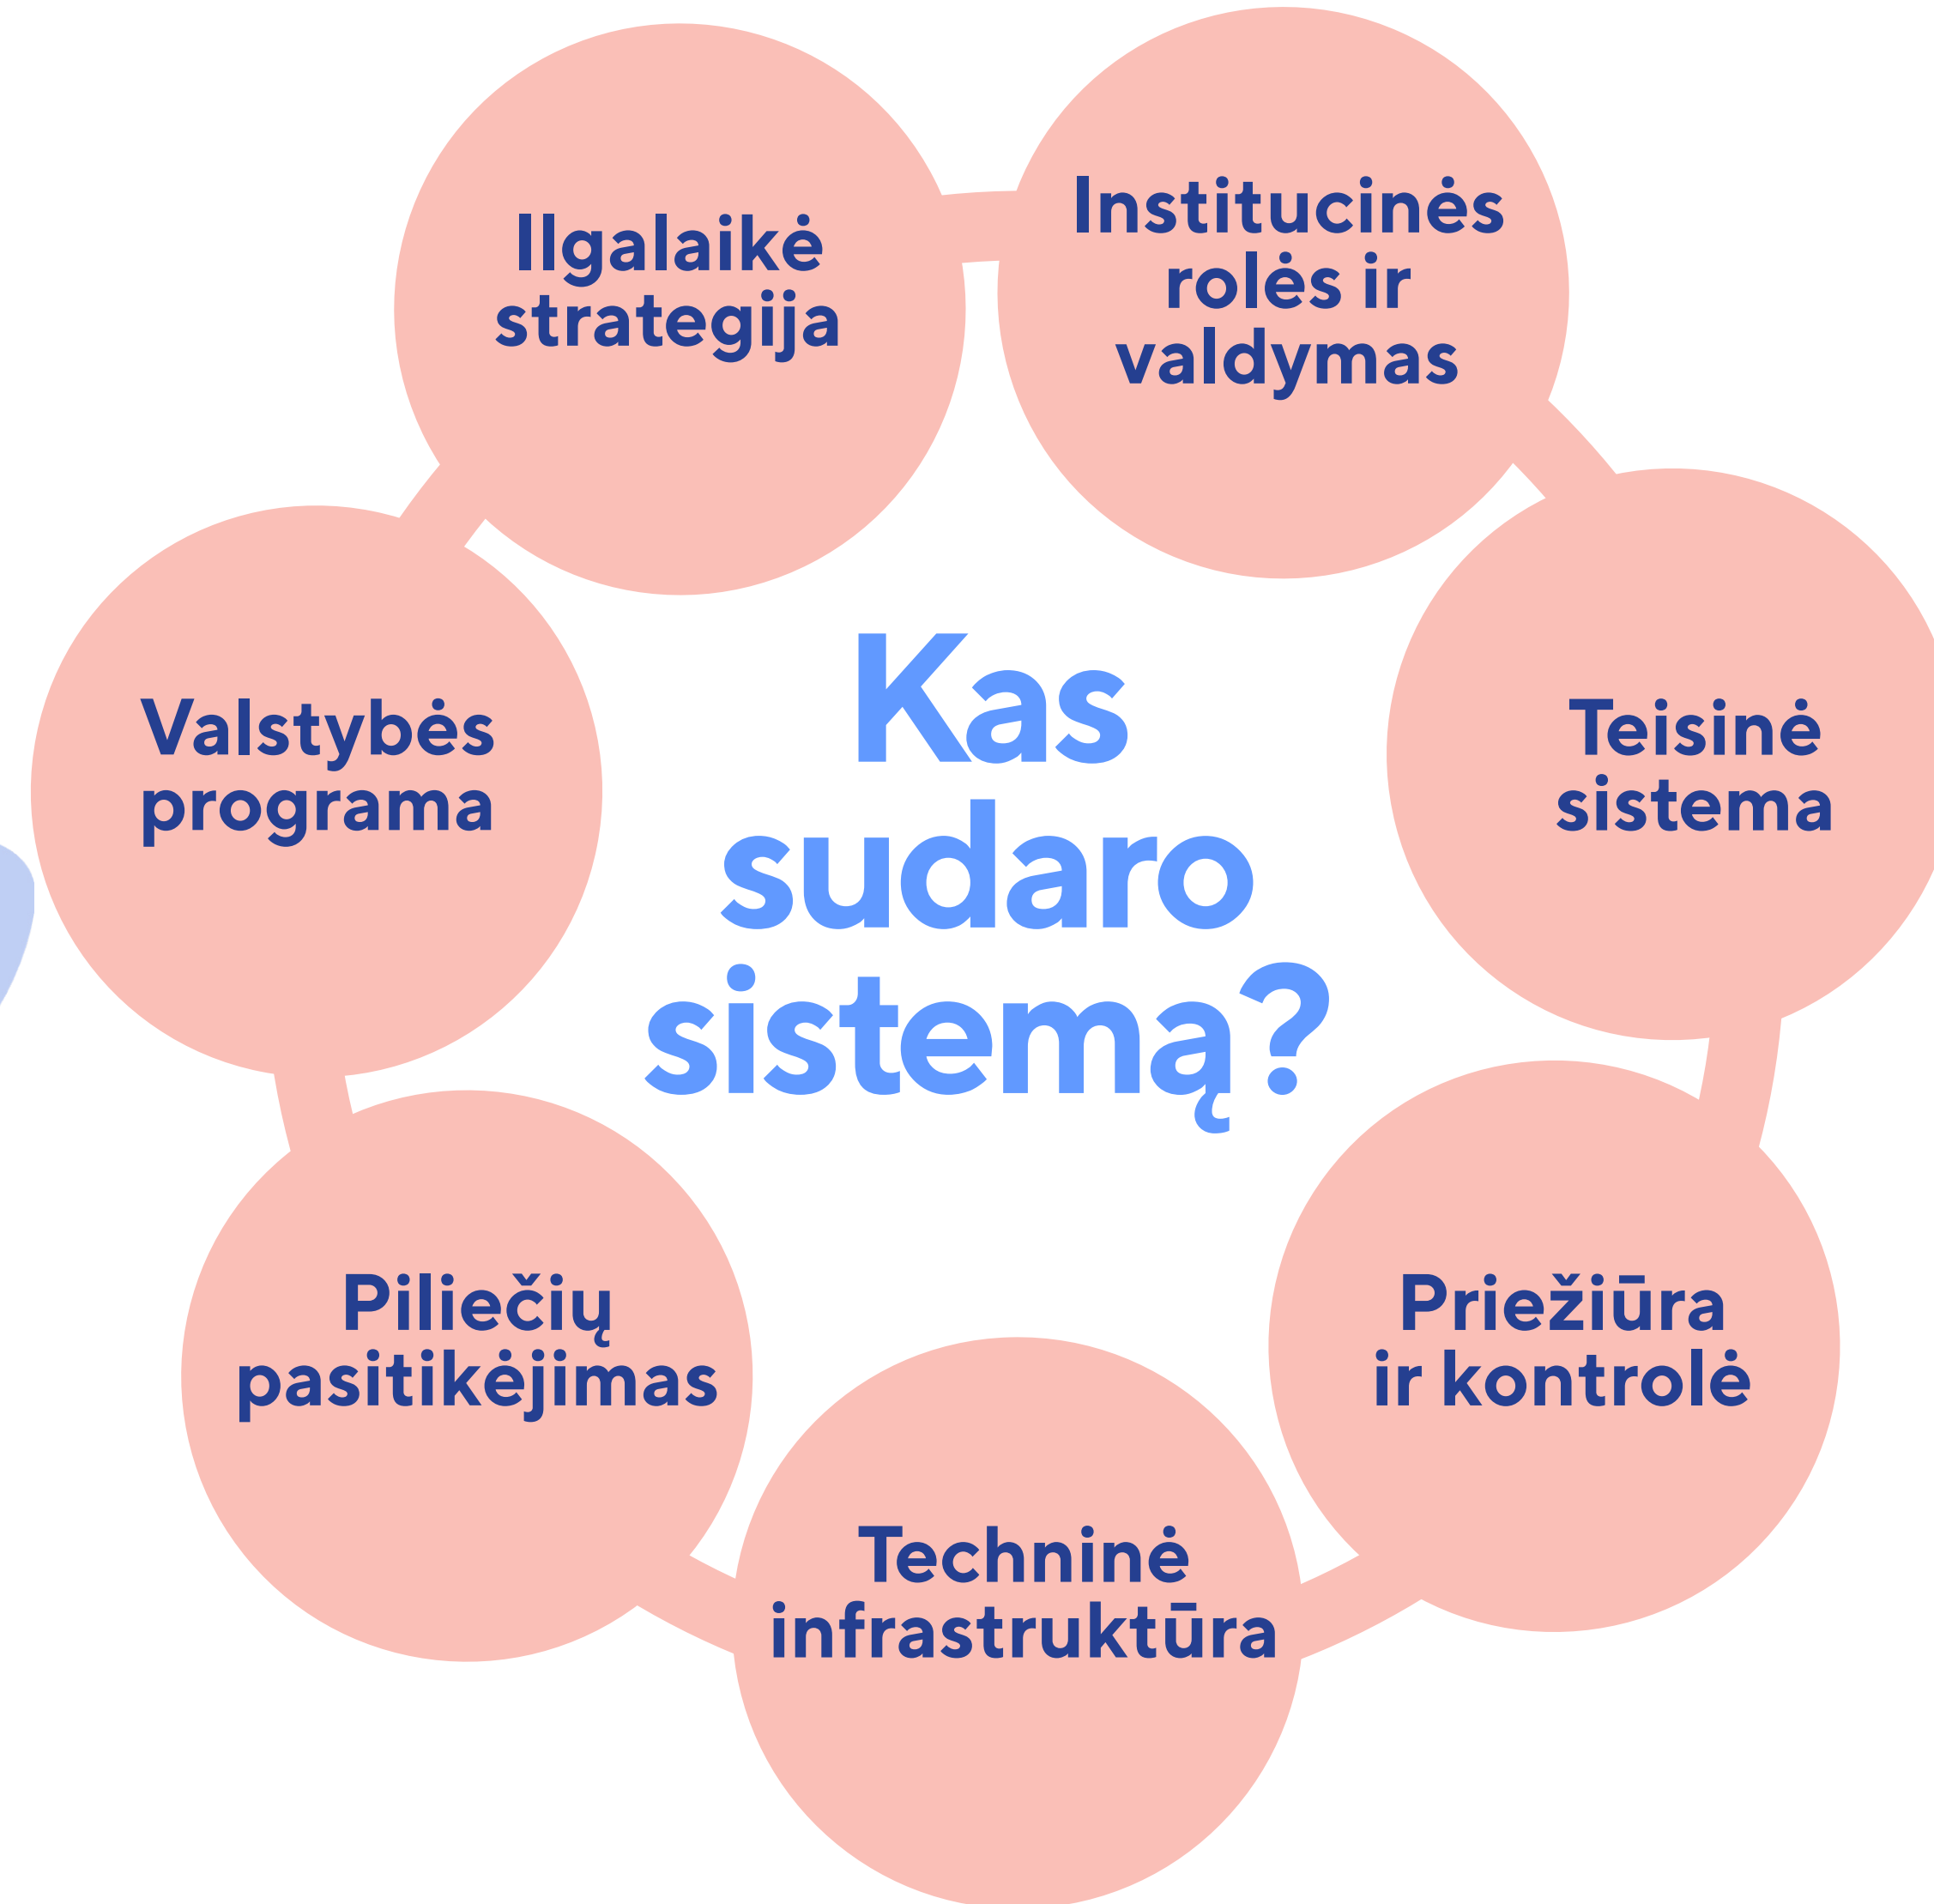 Ilgalaikė
strategija
Institucinės
rolės ir
valdymas
Valstybės
programa
Kas
sudaro
sistemą?
Teisinė
sistema
Piliečių
pasitikėjimas
Priežiūra
ir kontrolė
Techninė
infrastruktūra